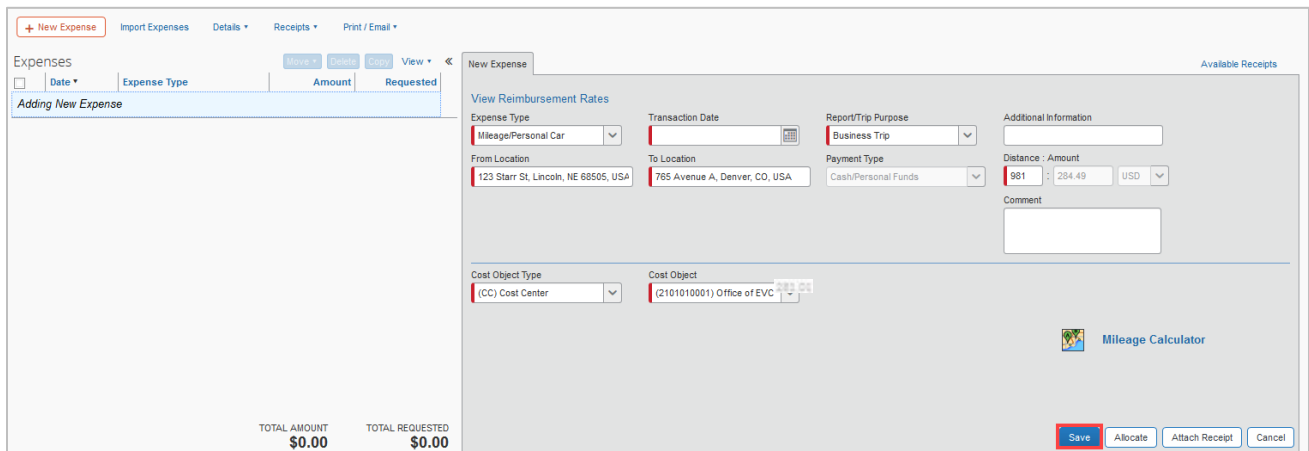 + New Expense Import Expenses Details Receipts Print / Email
Expenses Move Delete Copy View «
Date Expense Type Amount Requested
Adding New Expense
TOTAL AMOUNT TOTAL REQUESTED
$0.00 $0.00
New Expense Available Receipts
View Reimbursement Rates
Expense Type Transaction Date Report/Trip Purpose Additional Information
Mileage/Personal Car Business Trip
From Location To Location Payment Type Distance : Amount
123 Starr St, Lincoln, NE 68505, USA 765 Avenue A, Denver, CO, USA Cash/Personal Funds 981 : 284.49 USD
Comment
Cost Object Type Cost Object
(CC) Cost Center (2101010001) Office of EVC
Mileage Calculator
Save Allocate Attach Receipt Cancel